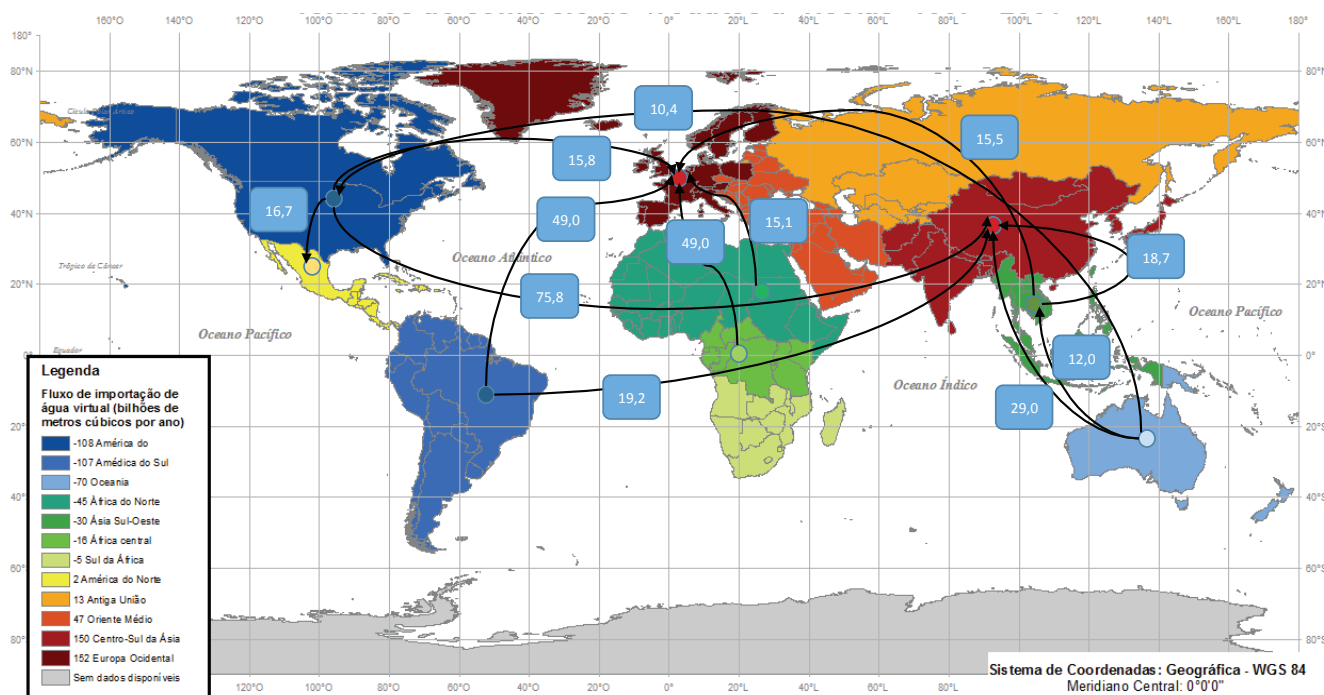 120°O 100°O 80°O 60°O 40°O 20°O 0° 20°L 40°L 60°L 80°L 100°L 120°L 140°L 160°L 180°
180°
80°N 80°N
60°N 60°N
40°N 40°N
20°N 20°N
0° 0°
20°S
40°S
60°S
80°
10,4
15,5
15,8
16,7
49,0
49,0
15,1
18,7
75,8
12,0
19,2
29,0
Trópico de Câncer
Oceano Atlântico
Oceano Pacífico
Oceano Pacífico
Equador
Oceano Índico
Legenda
Fluxo de importação de
água virtual (bilhões de
metros cúbicos por ano)
-108 América do
-107 Amédica do Sul
-70 Oceania
-45 África do Norte
-30 Ásia Sul-Oeste
-16 África central
-5 Sul da África
2 América do Norte
13 Antiga União
47 Oriente Médio
150 Centro-Sul da Ásia
152 Europa Ocidental
Sem dados disponíveis
Sistema de Coordenadas: Geográfica - WGS 84
Meridiano Central: 0°0'0"
120°O 100°O 80°O 60°O 40°O 20°O 0° 20°L 40°L 60°L 80°L